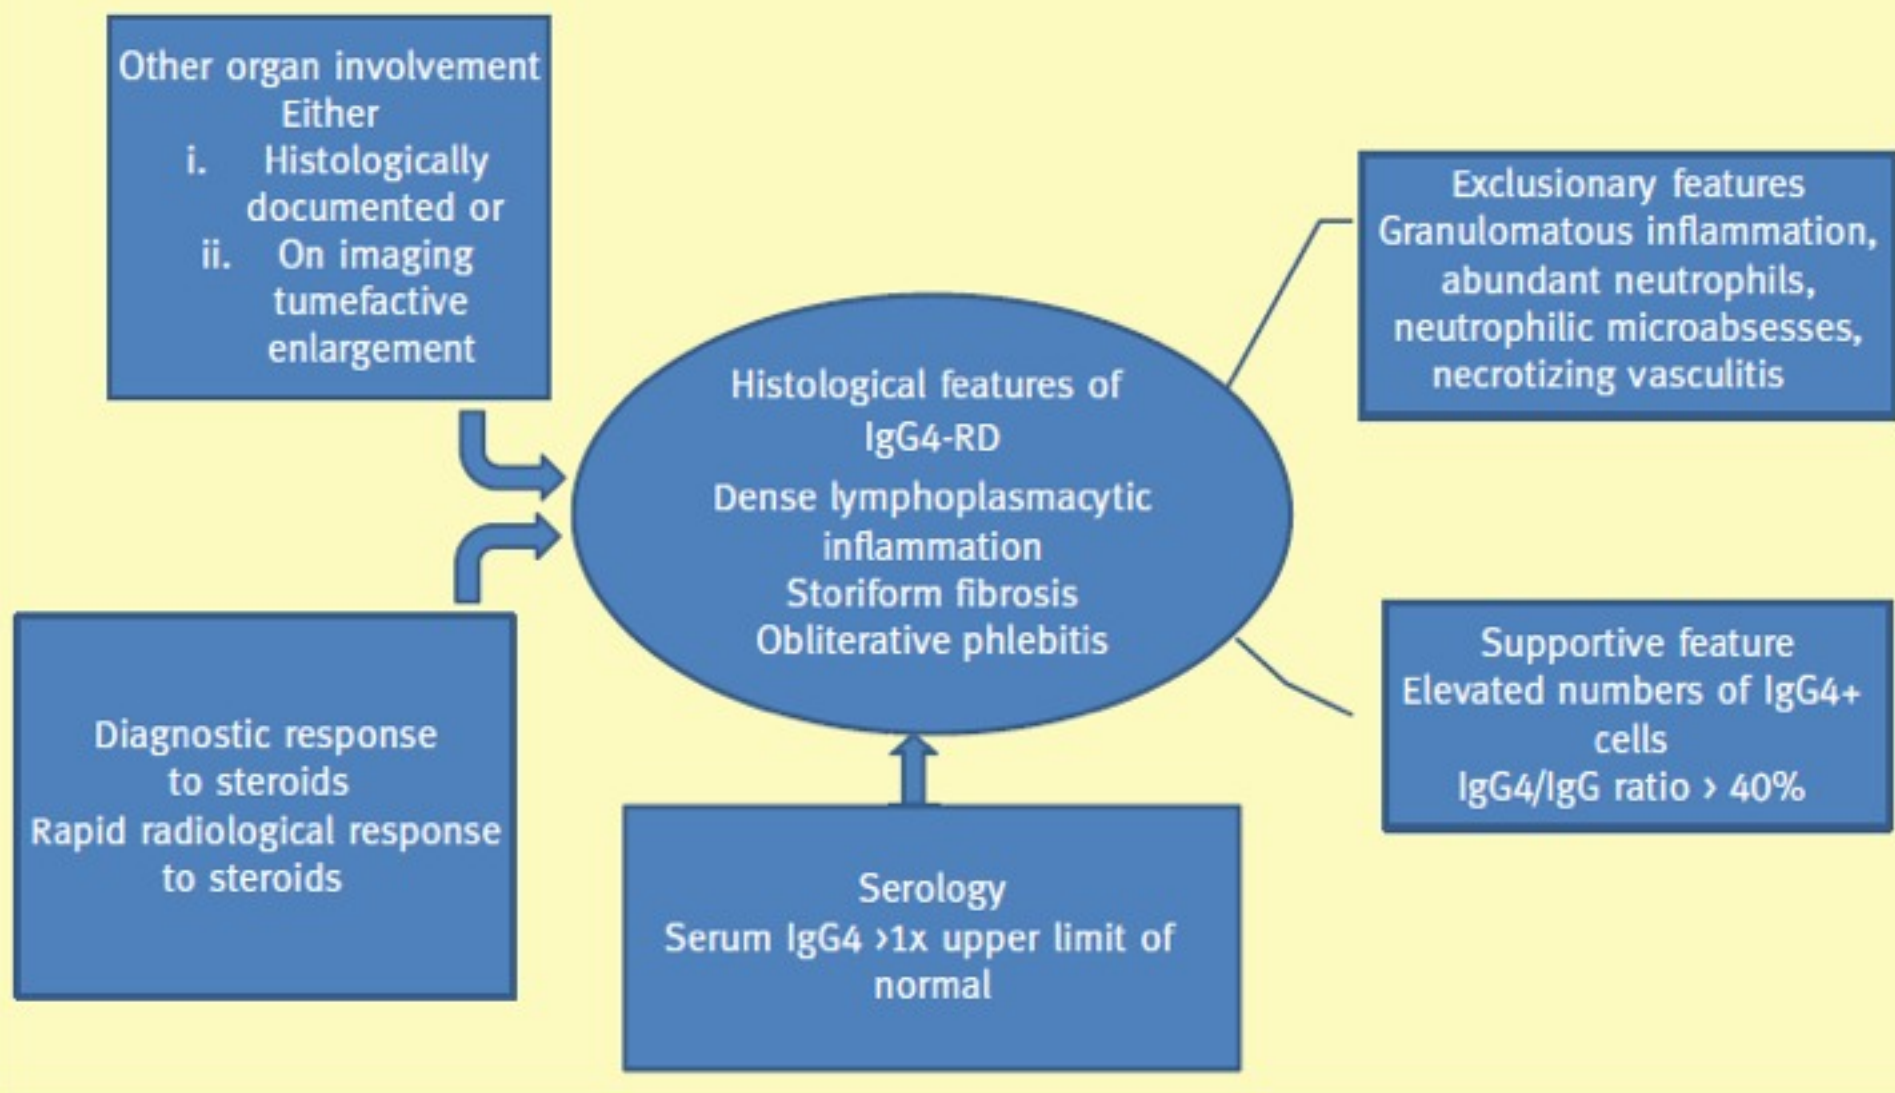 Other organ involvement
Either
i. Histologically
documented or
ii. On imaging
tumefactive
enlargement
Exclusionary features
Granulomatous inflammation,
abundant neutrophils,
neutrophilic microabsesses,
necrotizing vasculitis
Histological features of
IgG4-RD
Dense lymphoplasmacytic
inflammation
Storiform fibrosis
Obliterative phlebitis
Diagnostic response
to steroids
Rapid radiological response
to steroids
Supportive feature
Elevated numbers of IgG4+
cells
IgG4/IgG ratio > 40%
Serology
Serum IgG4 >1x upper limit of
normal